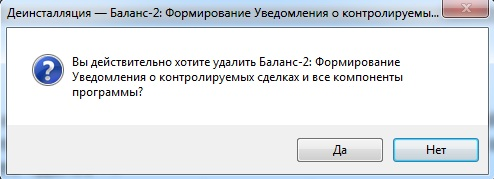 Деинсталляция — Баланс-2: Формирование Уведомления о контролируемы...
Вы действительно хотите удалить Баланс-2: Формирование
Уведомления о контролируемых сделках и все компоненты
программы?
Да
Нет